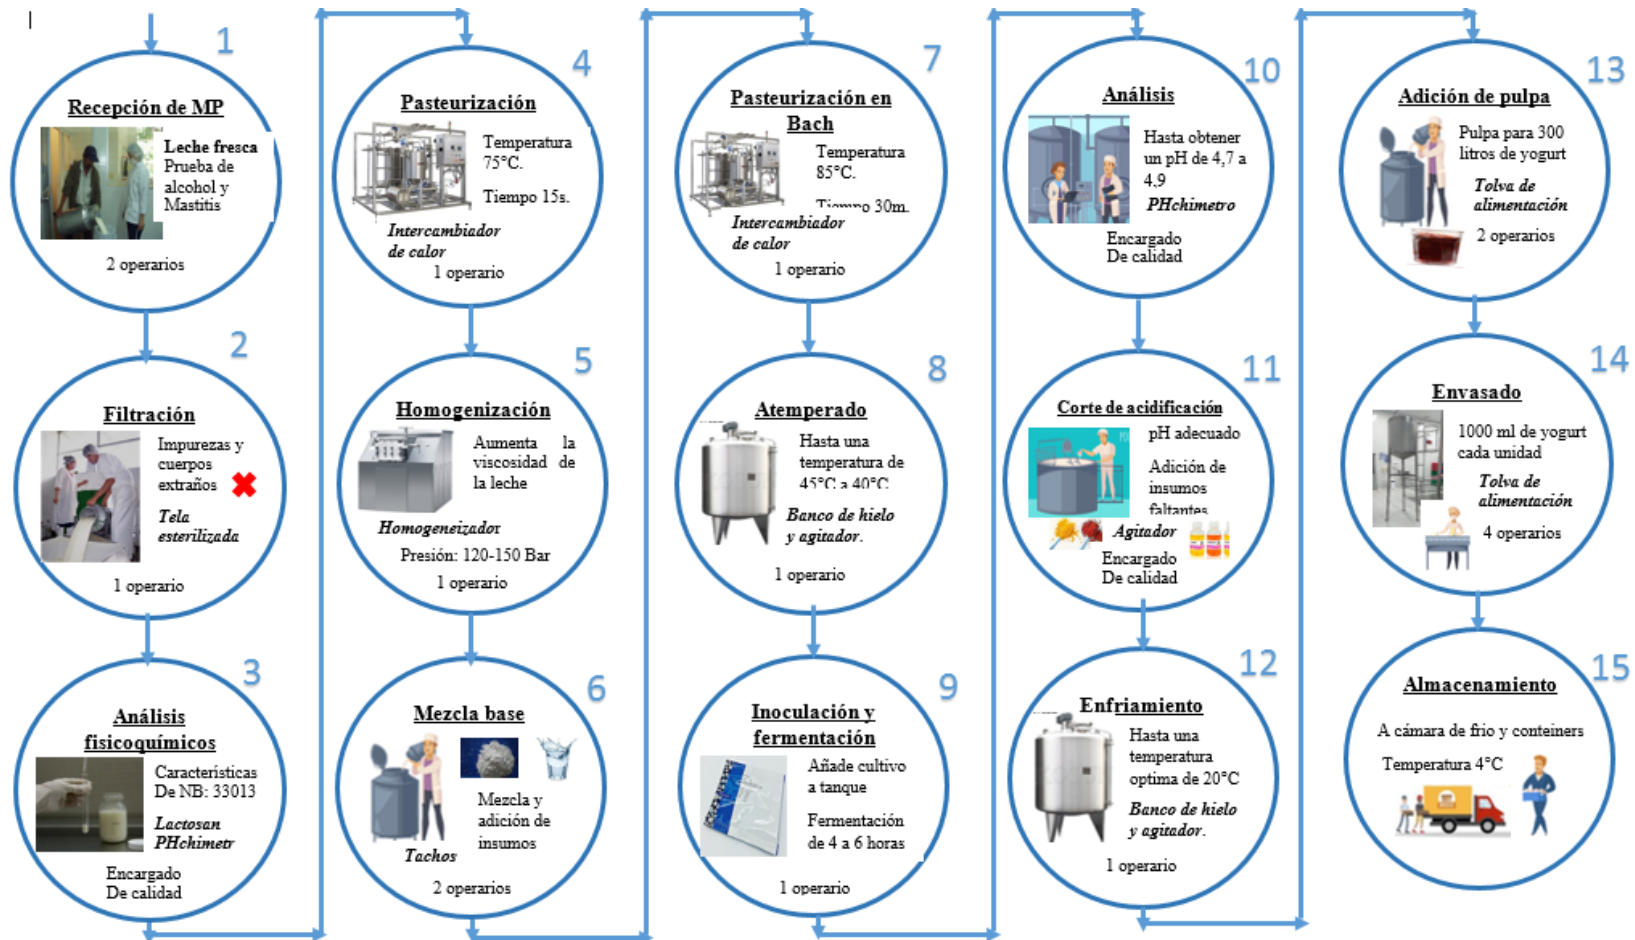 1
Recepción de MP
Leche fresca
Prueba de
alcohol y
Mastitis
2 operarios
2
Filtración
Impurezas y
cuerpos
extraños
Tela
esterilizada
1 operario
3
Análisis
fisicoquímicos
Características
De NB: 33013
Lactosan
PHchimetr
Encargado
De calidad
4
Pasteurización
Temperatura
75°C.
Tiempo 15s.
Intercambiador
de calor
1 operario
5
Homogenización
Aumenta la
viscosidad de
la leche
Homogeneizador
Presión: 120-150 Bar
1 operario
6
Mezcla base
Mezcla y
adición de
insumos
Tachos
2 operarios
7
Pasteurización en
Bach
Temperatura
85°C.
Tiempo 30m.
Intercambiador
de calor
1 operario
8
Atemperado
Hasta una
temperatura de
45°C a 40°C
Banco de hielo
y agitador.
1 operario
9
Inoculación y
fermentación
Añade cultivo
a tanque
Fermentación
de 4 a 6 horas
1 operario
10
Análisis
Hasta obtener
un pH de 4,7 a
4,9
PHchimetro
Encargado
De calidad
11
Corte de acidificación
pH adecuado
Adición de
insumos
faltantes
Agitador
Encargado
De calidad
12
Enfriamiento
Hasta una
temperatura
optima de 20°C
Banco de hielo
y agitador.
1 operario
13
Adición de pulpa
Pulpa para 300
litros de yogurt
Tolva de
alimentación
2 operarios
14
Envasado
1000 ml de yogurt
cada unidad
Tolva de
alimentación
4 operarios
15
Almacenamiento
A cámara de frio y conteiners
Temperatura 4°C